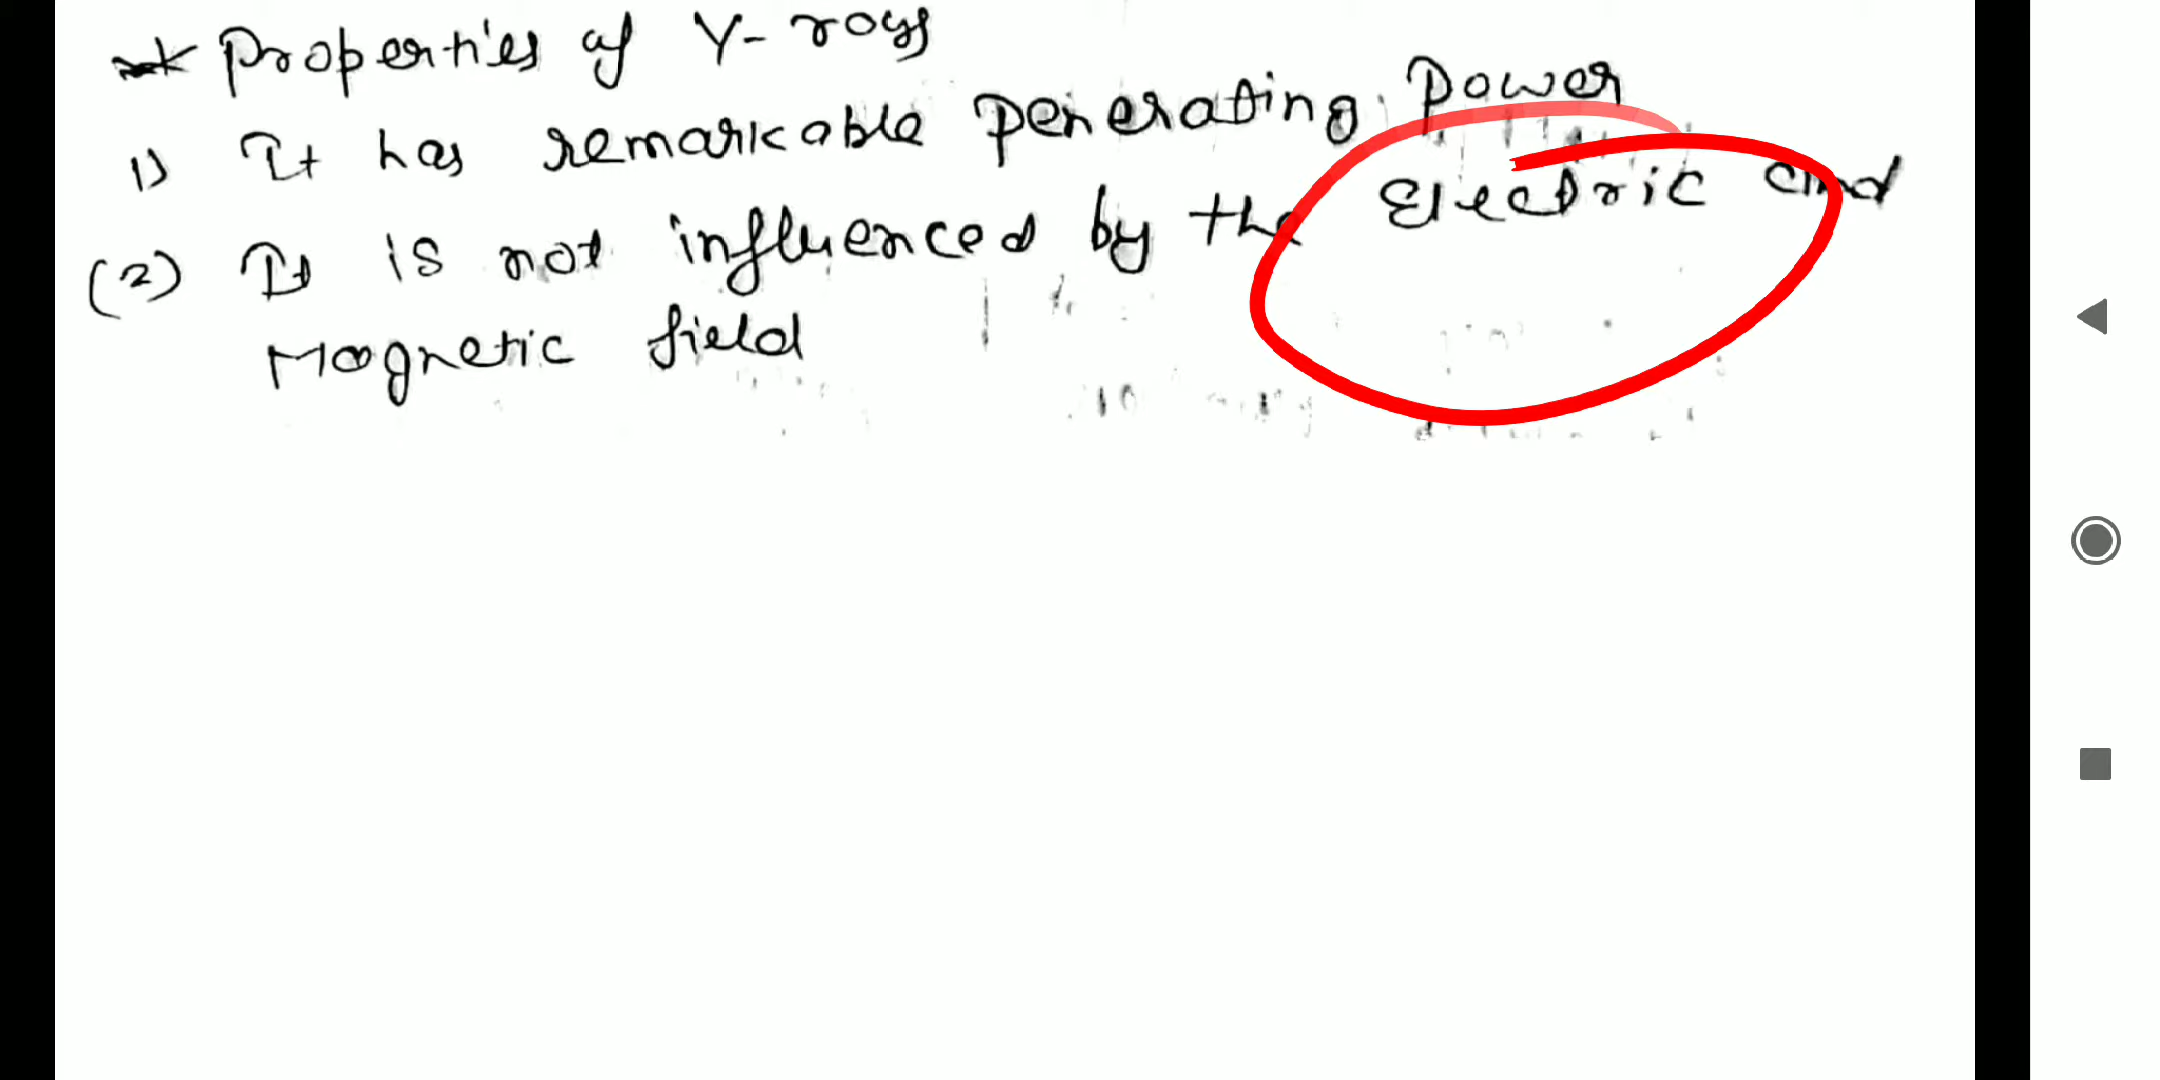 * Properties of γ- rays
1) It has remarkable penerating Power
(2) It is not influenced by the Electric and
Magnetic field